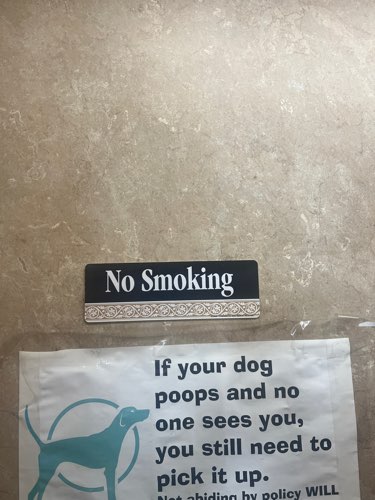 No Smoking
If your dog
poops and no
one sees you,
you still need to
pick it up.
Not abiding by policy WILL